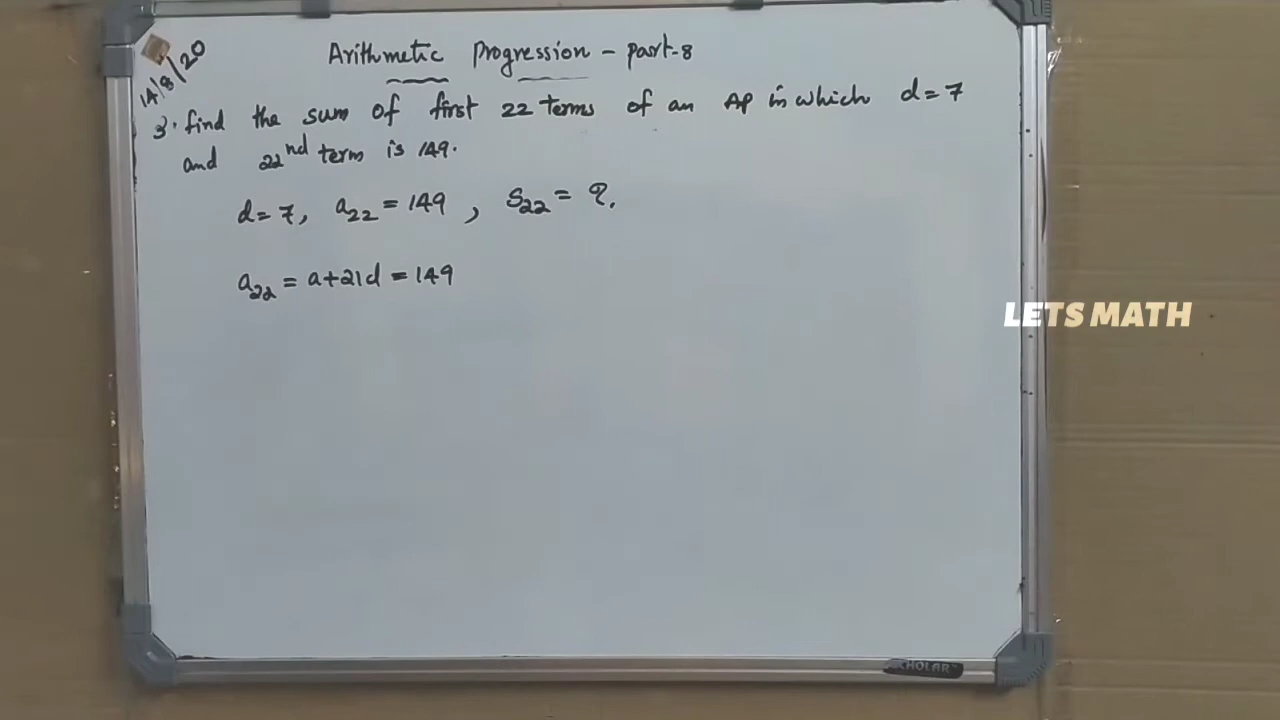 14/8/20
Arithmetic Progression - part-8
3. find the sum of first 22 terms of an AP in which d=7
and 22nd term is 149.
d=7, a22 = 149, S22 = ?.
a22 = a+21d = 149
LETS MATH
SCHOLAR